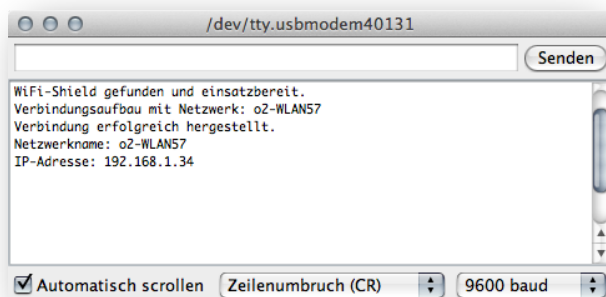 /dev/tty.usbmodem40131
Senden
WiFi-Shield gefunden und einsatzbereit.
Verbindungsaufbau mit Netzwerk: o2-WLAN57
Verbindung erfolgreich hergestellt.
Netzwerkname: o2-WLAN57
IP-Adresse: 192.168.1.34
Automatisch scrollen Zeilenumbruch (CR) 9600 baud